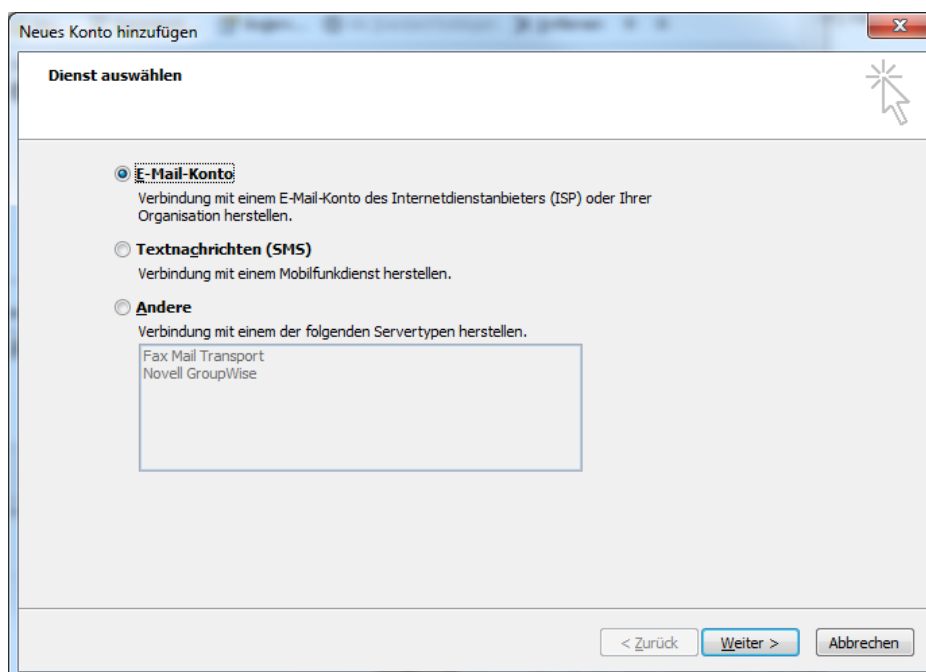 Neues Konto hinzufügen
Dienst auswählen
E-Mail-Konto
Verbindung mit einem E-Mail-Konto des Internetdienstanbieters (ISP) oder Ihrer
Organisation herstellen.
Textnachrichten (SMS)
Verbindung mit einem Mobilfunkdienst herstellen.
Andere
Verbindung mit einem der folgenden Servertypen herstellen.
Fax Mail Transport
Novell GroupWise
< Zurück Weiter > Abbrechen